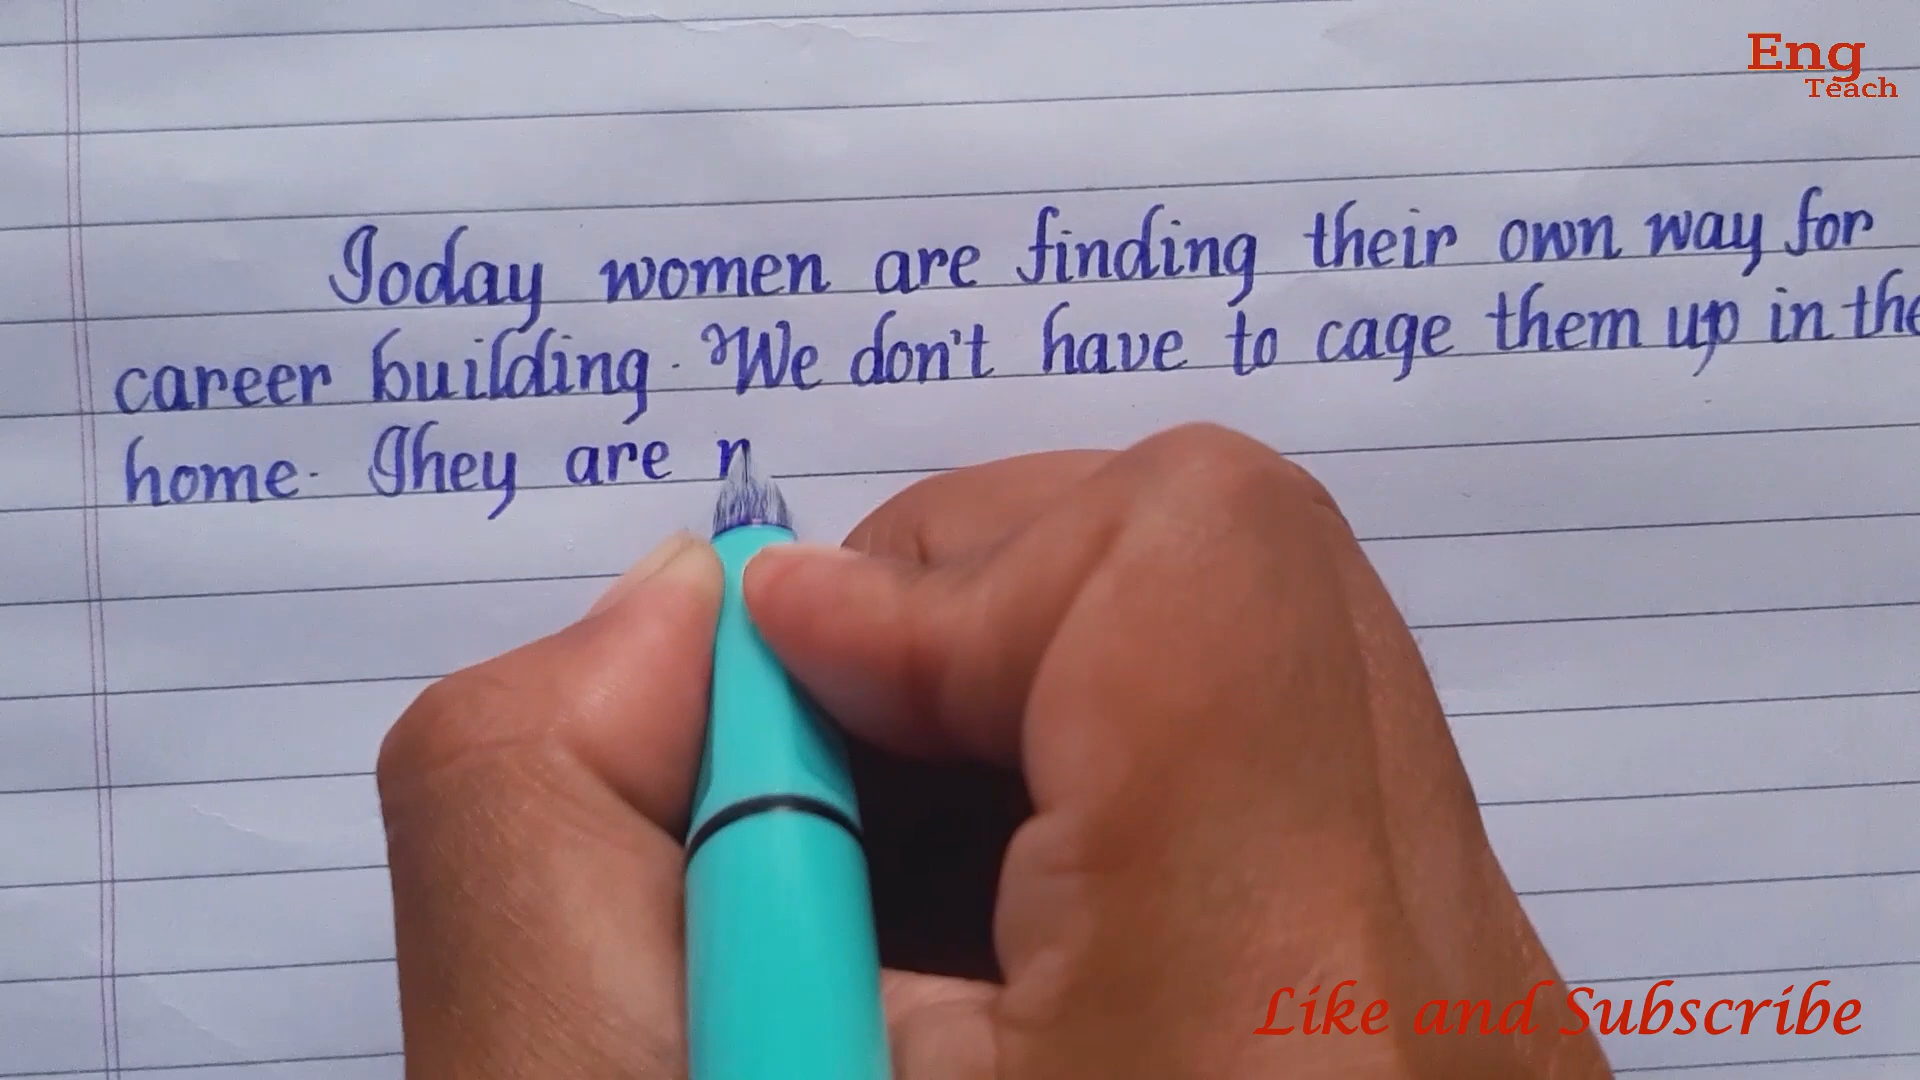 Eng
Teach
Today women are finding their own way for
career building. We don't have to cage them up in the
home. They are n
Like and Subscribe